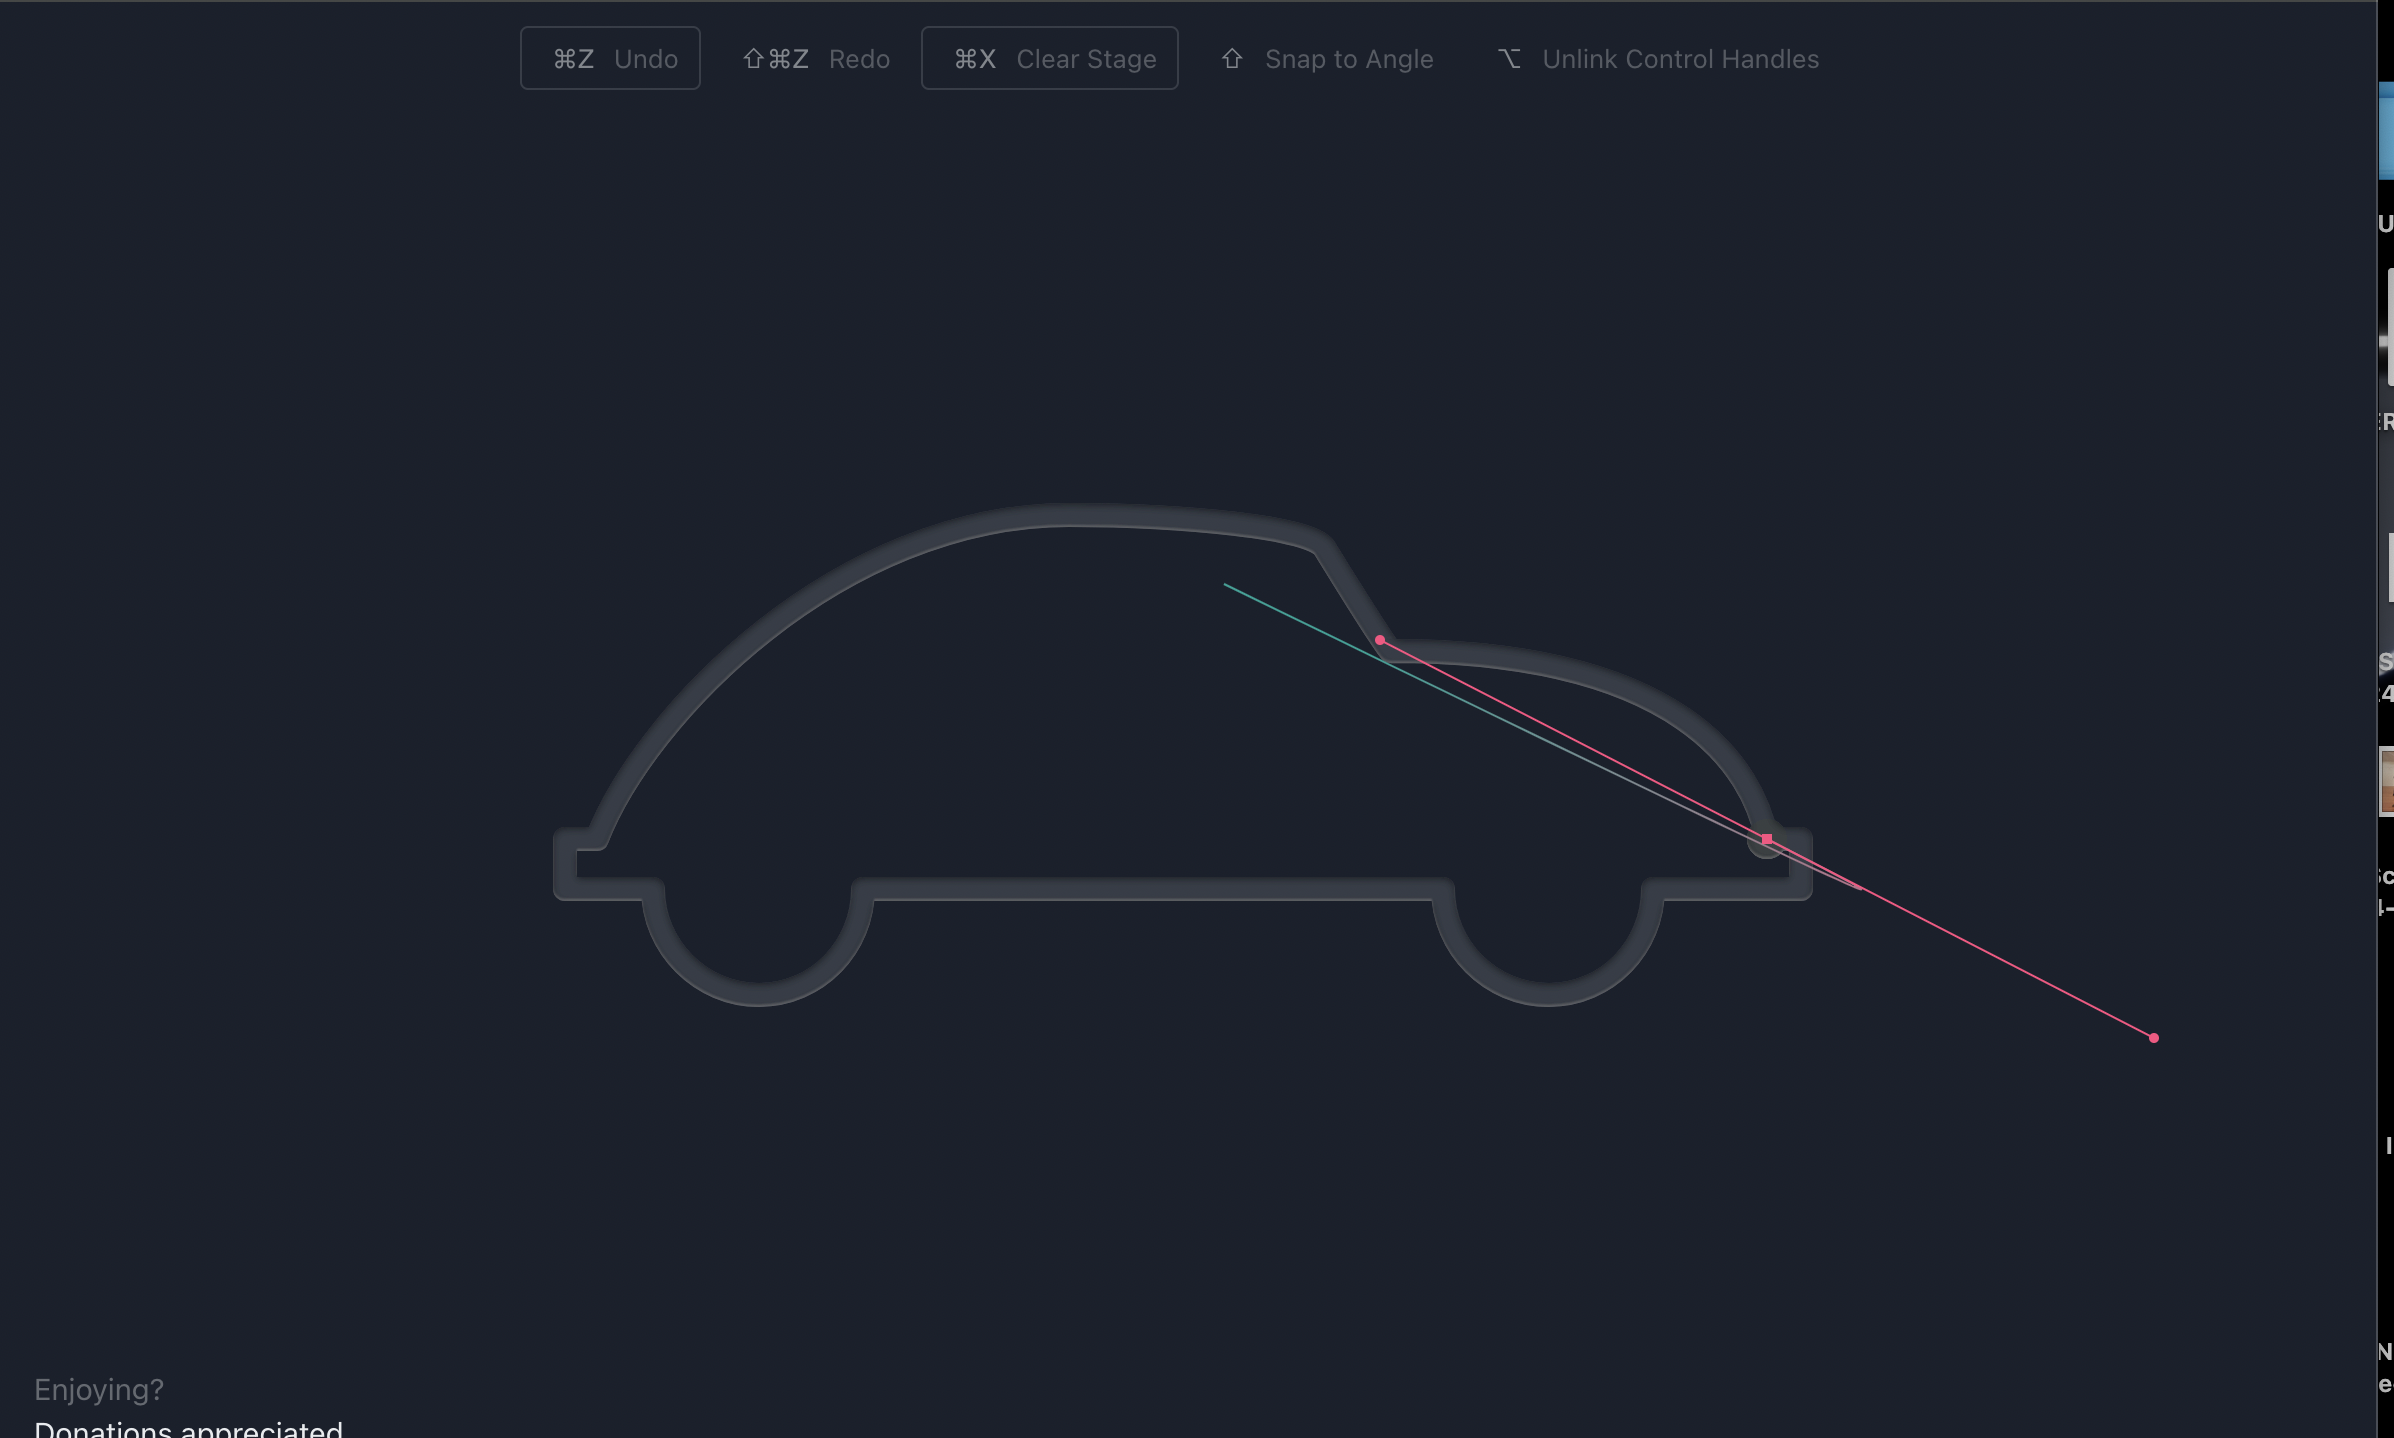 ⌘Z Undo ⇧⌘Z Redo ⌘X Clear Stage ⇧ Snap to Angle ⌥ Unlink Control Handles
Enjoying?
Donations appreciated